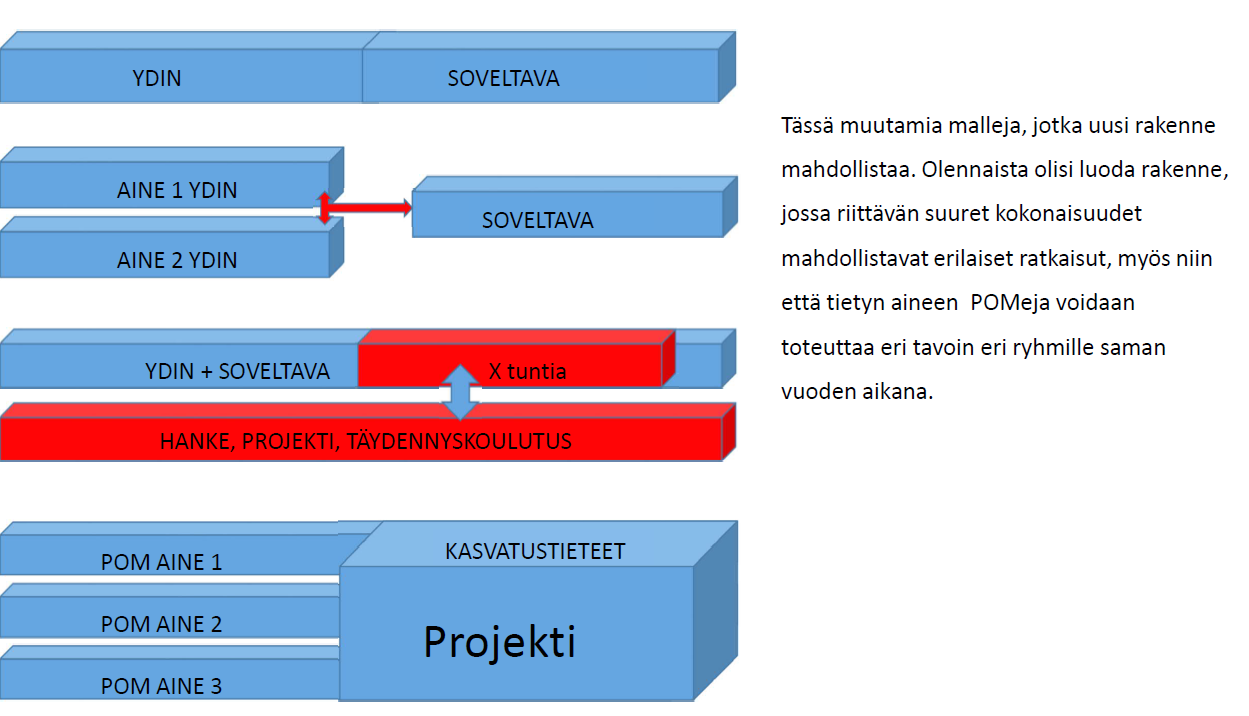 YDIN
SOVELTAVA
AINE 1 YDIN
SOVELTAVA
AINE 2 YDIN
YDIN + SOVELTAVA
X tuntia
HANKE, PROJEKTI, TÄYDENNYSKOULUTUS
KASVATUSTIETEET
POM AINE 1
POM AINE 2
Projekti
POM AINE 3
Tässä muutamia malleja, jotka uusi rakenne
mahdollistaa. Olennaista olisi luoda rakenne,
jossa riittävän suuret kokonaisuudet
mahdollistavat erilaiset ratkaisut, myös niin
että tietyn aineen  POMeja voidaan
toteuttaa eri tavoin eri ryhmille saman
vuoden aikana.